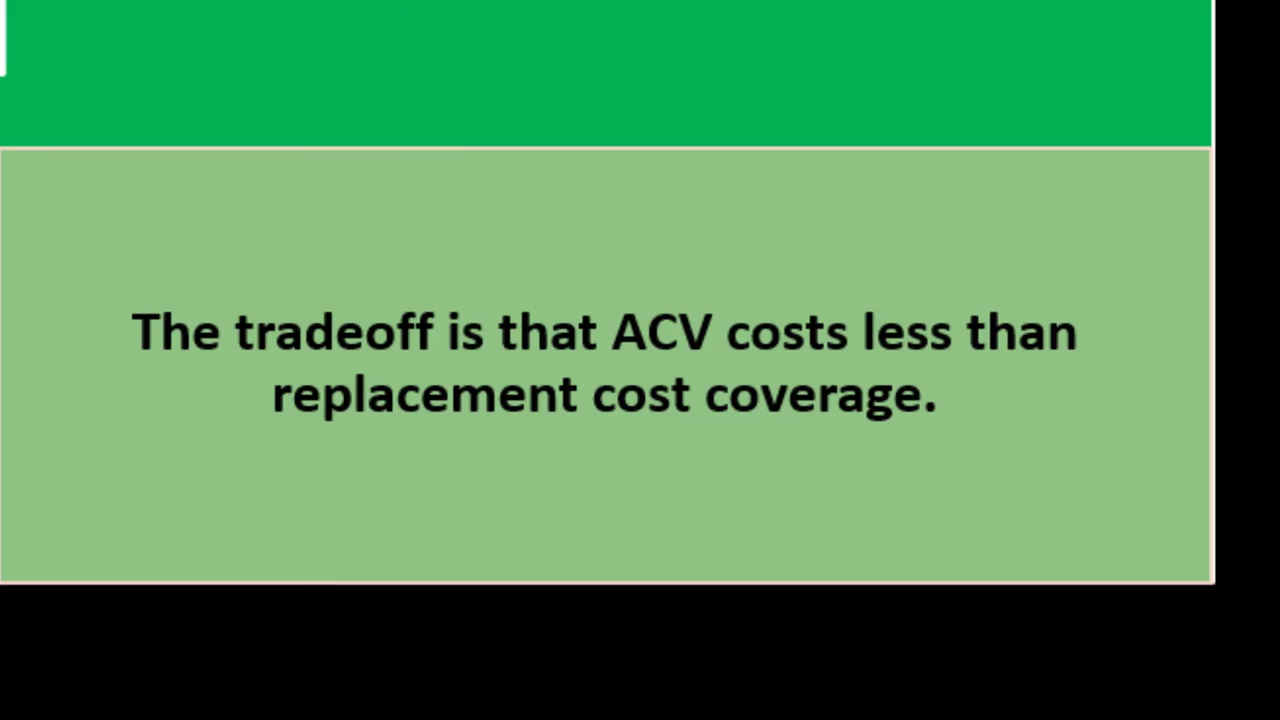 The tradeoff is that ACV costs less than
replacement cost coverage.